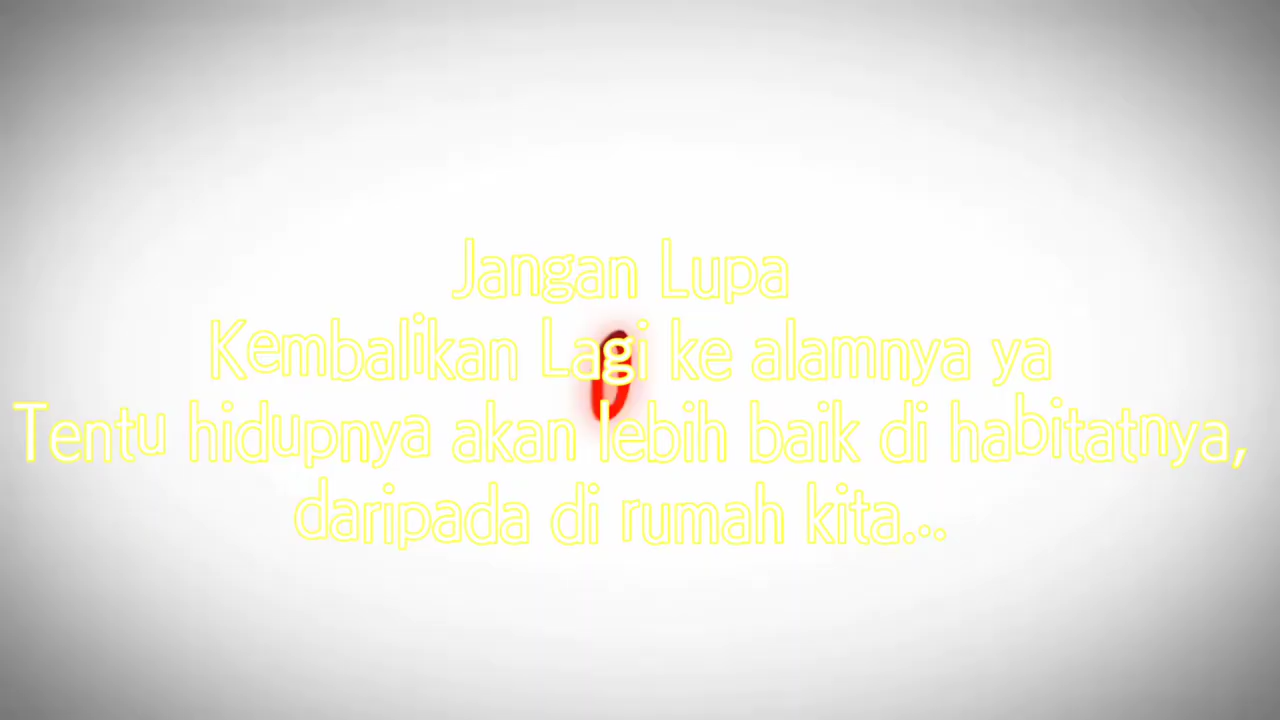 Jangan Lupa
Kembalikan Lagi ke alamnya ya
Tentu hidupnya akan lebih baik di habitatnya,
daripada di rumah kita...